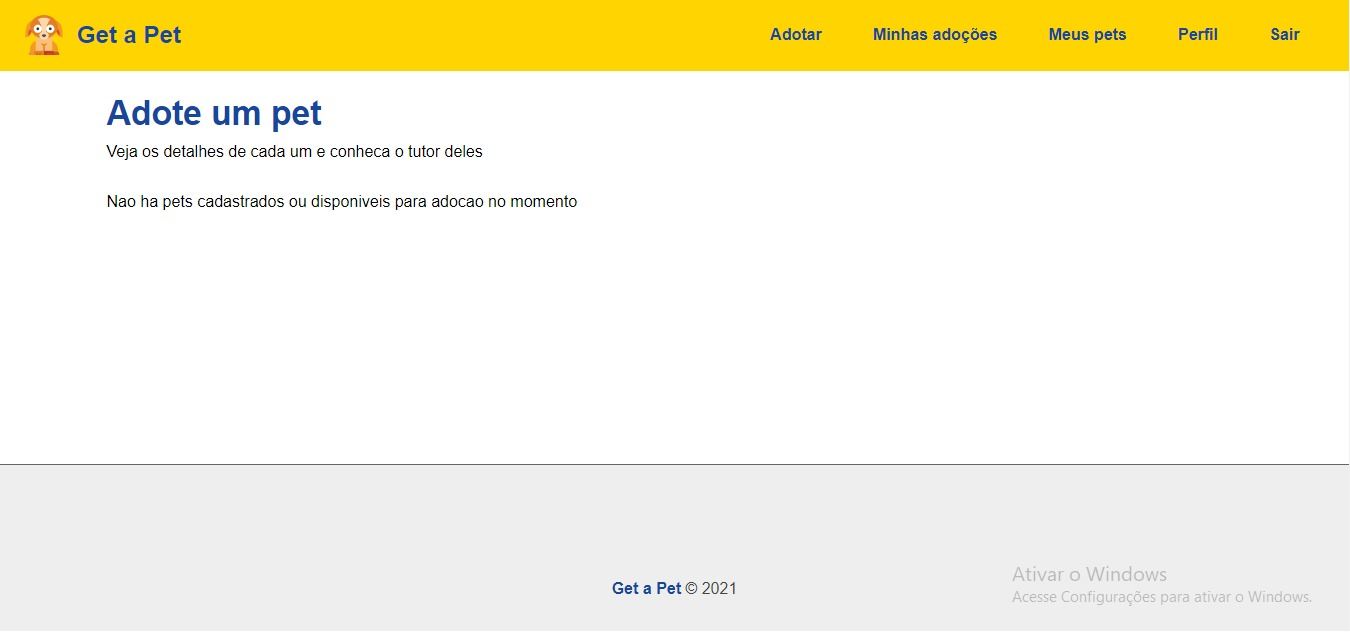 Get a Pet
Adotar Minhas adoções Meus pets Perfil Sair
Adote um pet
Veja os detalhes de cada um e conheca o tutor deles
Nao ha pets cadastrados ou disponiveis para adocao no momento
Get a Pet © 2021
Ativar o Windows
Acesse Configurações para ativar o Windows.